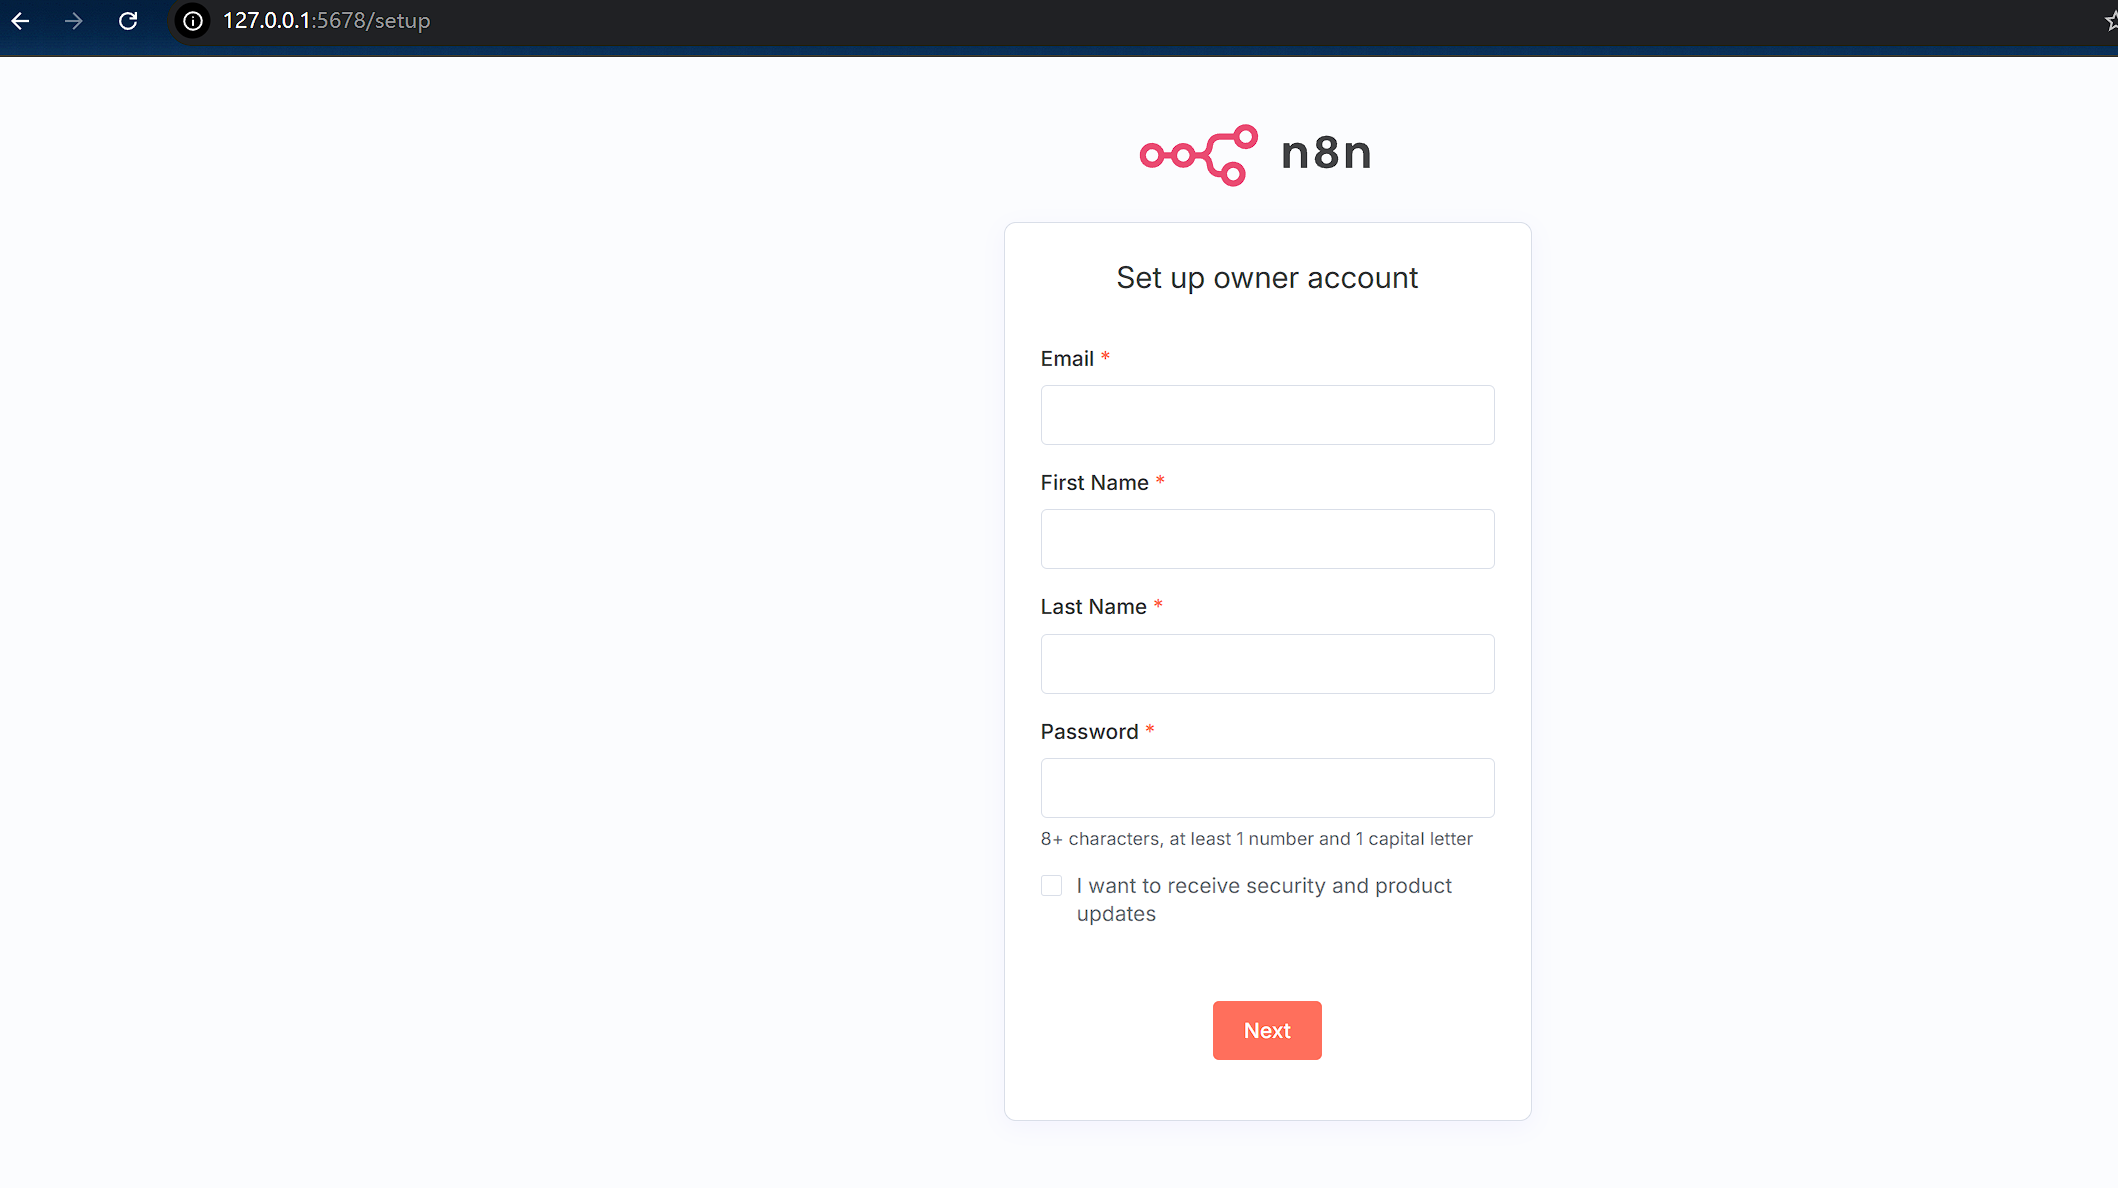 127.0.0.1:5678/setup
n8n
Set up owner account
Email *
First Name *
Last Name *
Password *
8+ characters, at least 1 number and 1 capital letter
I want to receive security and product
updates
Next